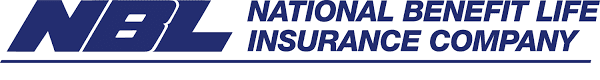 NBL NATIONAL BENEFIT LIFE
INSURANCE COMPANY